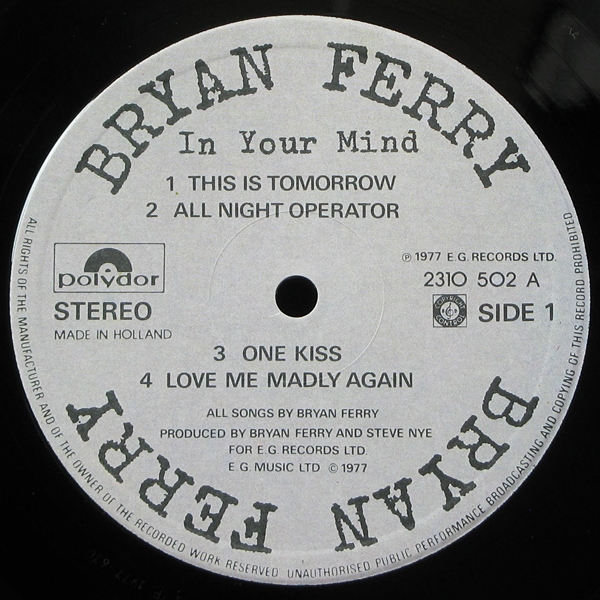 BRYAN FERRY
In Your Mind
1 THIS IS TOMORROW
2 ALL NIGHT OPERATOR
polydor
STEREO
MADE IN HOLLAND
℗ 1977 E.G. RECORDS LTD.
2310 502 A
COPYRIGHT CONTROL
SIDE 1
3 ONE KISS
4 LOVE ME MADLY AGAIN
ALL SONGS BY BRYAN FERRY
PRODUCED BY BRYAN FERRY AND STEVE NYE
FOR E.G. RECORDS LTD.
E.G. MUSIC LTD © 1977
BRYAN FERRY
ALL RIGHTS OF THE MANUFACTURER AND OF THE OWNER OF THE RECORDED WORK RESERVED UNAUTHORISED PUBLIC PERFORMANCE BROADCASTING AND COPYING OF THIS RECORD PROHIBITED